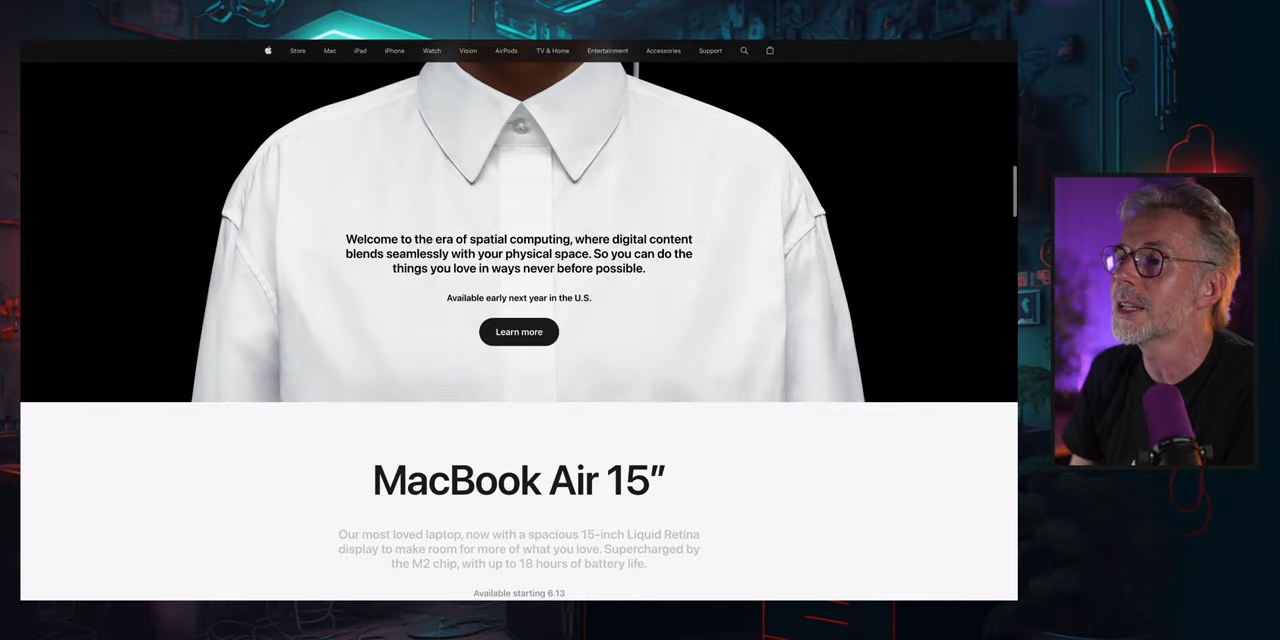 Store Mac iPad iPhone Watch Vision AirPods TV & Home Entertainment Accessories Support
Welcome to the era of spatial computing, where digital content
blends seamlessly with your physical space. So you can do the
things you love in ways never before possible.
Available early next year in the U.S.
Learn more
MacBook Air 15”
Our most loved laptop, now with a spacious 15-inch Liquid Retina
display to make room for more of what you love. Supercharged by
the M2 chip, with up to 18 hours of battery life.
Available starting 6.13